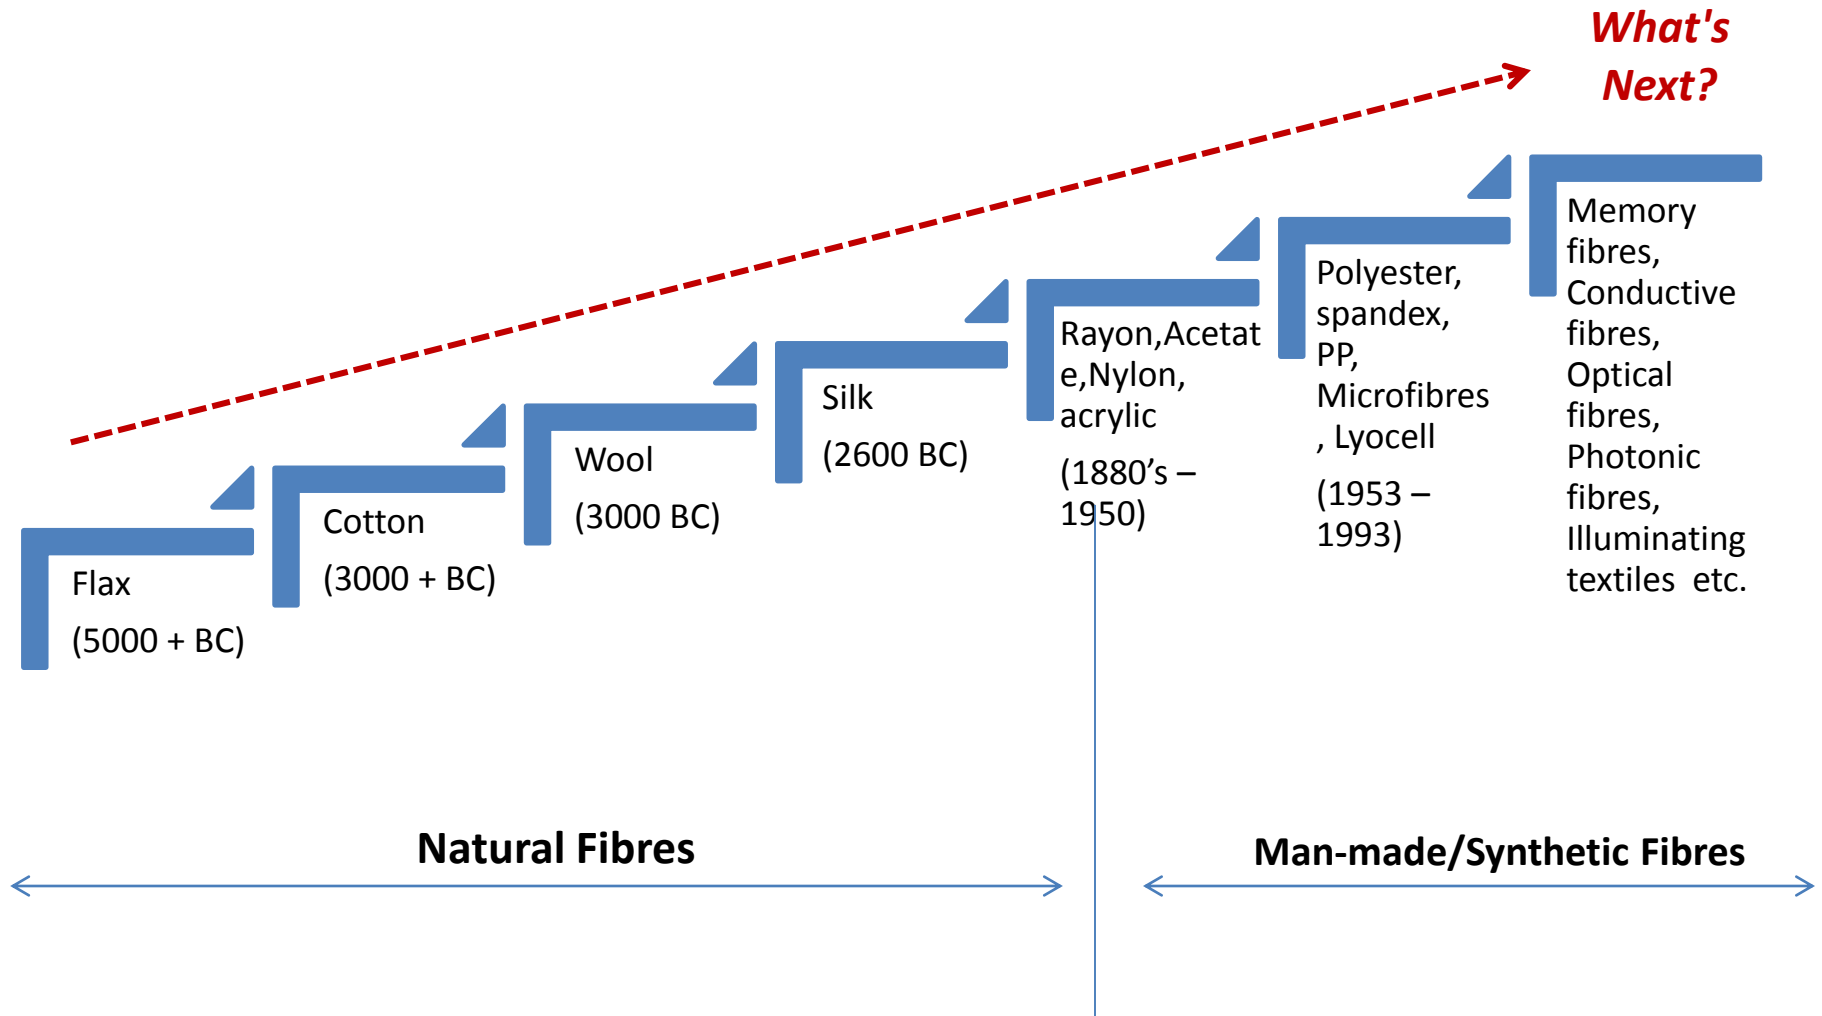 What's
Next?
Flax
(5000 + BC)
Cotton
(3000 + BC)
Wool
(3000 BC)
Silk
(2600 BC)
Rayon,Acetat
e,Nylon,
acrylic
(1880’s –
1950)
Polyester,
spandex,
PP,
Microfibres
, Lyocell
(1953 –
1993)
Memory
fibres,
Conductive
fibres,
Optical
fibres,
Photonic
fibres,
Illuminating
textiles etc.
Natural Fibres
Man-made/Synthetic Fibres